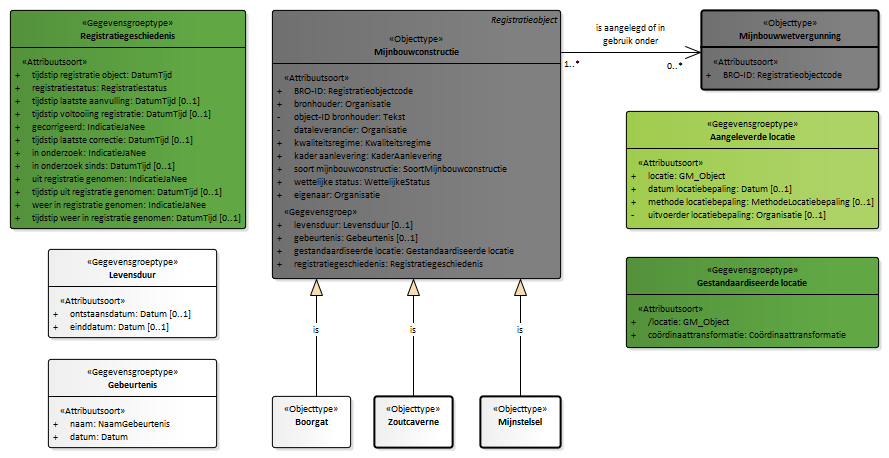 «Gegevensgroeptype»
Registratiegeschiedenis
«Attribuutsoort»
+ tijdstip registratie object: DatumTijd
+ registratiestatus: Registratiestatus
+ tijdstip laatste aanvulling: DatumTijd [0..1]
+ tijdstip voltooiing registratie: DatumTijd [0..1]
+ gecorrigeerd: IndicatieJaNee
+ tijdstip laatste correctie: DatumTijd [0..1]
+ in onderzoek: IndicatieJaNee
+ in onderzoek sinds: DatumTijd [0..1]
+ uit registratie genomen: IndicatieJaNee
+ tijdstip uit registratie genomen: DatumTijd [0..1]
+ weer in registratie genomen: IndicatieJaNee
+ tijdstip weer in registratie genomen: DatumTijd [0..1]
Registratieobject
«Objecttype»
Mijnbouwconstructie
«Attribuutsoort»
+ BRO-ID: Registratieobjectcode
+ bronhouder: Organisatie
- object-ID bronhouder: Tekst
- dataleverancier: Organisatie
+ kwaliteitsregime: Kwaliteitsregime
+ kader aanlevering: KaderAanlevering
+ soort mijnbouwconstructie: SoortMijnbouwconstructie
+ wettelijke status: WettelijkeStatus
+ eigenaar: Organisatie
«Gegevensgroep»
+ levensduur: Levensduur [0..1]
+ gebeurtenis: Gebeurtenis [0..1]
+ gestandaardiseerde locatie: Gestandaardiseerde locatie
+ registratiegeschiedenis: Registratiegeschiedenis
is aangelegd of in
gebruik onder
1..*
0..*
«Objecttype»
Mijnbouwwetvergunning
«Attribuutsoort»
+ BRO-ID: Registratieobjectcode
«Gegevensgroeptype»
Aangeleverde locatie
«Attribuutsoort»
+ locatie: GM_Object
+ datum locatiebepaling: Datum [0..1]
+ methode locatiebepaling: MethodeLocatiebepaling [0..1]
- uitvoerder locatiebepaling: Organisatie [0..1]
«Gegevensgroeptype»
Levensduur
«Attribuutsoort»
+ ontstaansdatum: Datum [0..1]
+ einddatum: Datum [0..1]
«Gegevensgroeptype»
Gestandaardiseerde locatie
«Attribuutsoort»
+ /locatie: GM_Object
+ coördinaattransformatie: Coördinaattransformatie
«Gegevensgroeptype»
Gebeurtenis
«Attribuutsoort»
+ naam: NaamGebeurtenis
+ datum: Datum
is
is
is
«Objecttype»
Boorgat
«Objecttype»
Zoutcaverne
«Objecttype»
Mijnstelsel